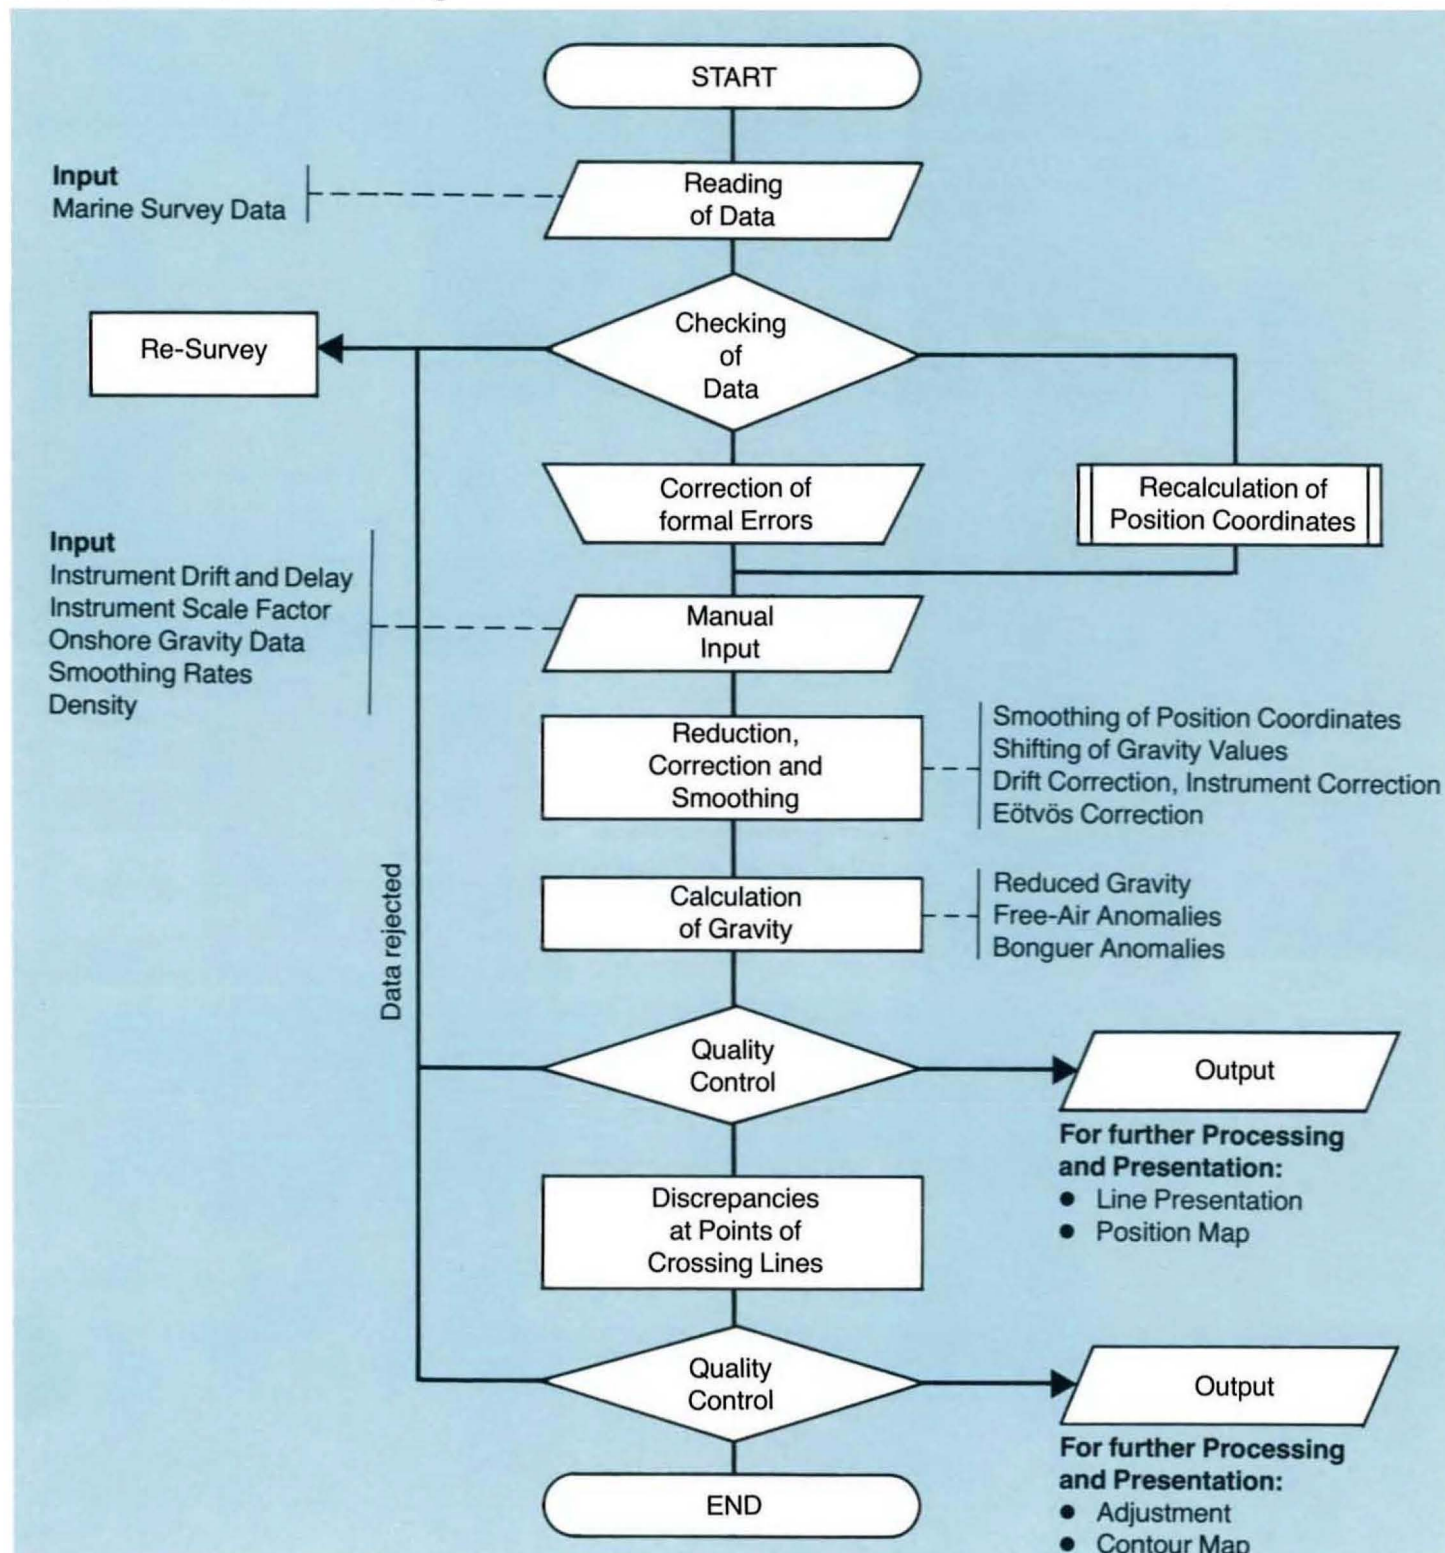 START
Input
Marine Survey Data
Reading
of Data
Checking
of
Data
Re-Survey
Correction of
formal Errors
Recalculation of
Position Coordinates
Input
Instrument Drift and Delay
Instrument Scale Factor
Onshore Gravity Data
Smoothing Rates
Density
Manual
Input
Reduction,
Correction and
Smoothing
Smoothing of Position Coordinates
Shifting of Gravity Values
Drift Correction, Instrument Correction
Eötvös Correction
Data rejected
Calculation
of Gravity
Reduced Gravity
Free-Air Anomalies
Bonguer Anomalies
Quality
Control
Output
For further Processing
and Presentation:
● Line Presentation
● Position Map
Discrepancies
at Points of
Crossing Lines
Quality
Control
Output
For further Processing
and Presentation:
● Adjustment
● Contour Map
END